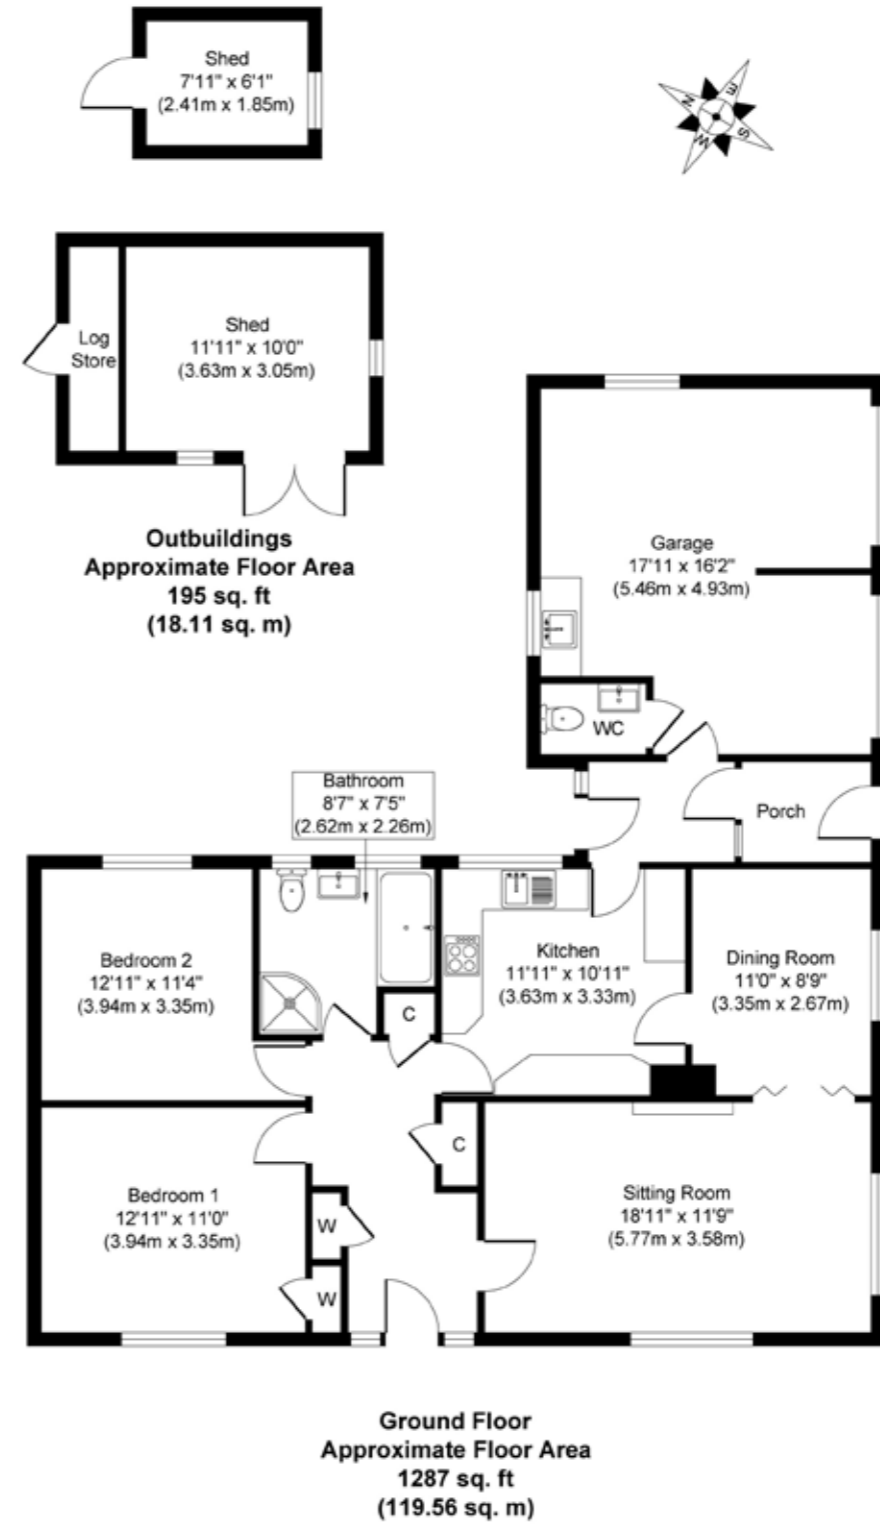 Shed
7'11" x 6'1"
(2.41m x 1.85m)
N
E
S
W
Log
Store
Shed
11'11" x 10'0"
(3.63m x 3.05m)
Outbuildings
Approximate Floor Area
195 sq. ft
(18.11 sq. m)
Garage
17'11 x 16'2"
(5.46m x 4.93m)
WC
Porch
Bathroom
8'7" x 7'5"
(2.62m x 2.26m)
Bedroom 2
12'11" x 11'4"
(3.94m x 3.35m)
Kitchen
11'11" x 10'11"
(3.63m x 3.33m)
Dining Room
11'0" x 8'9"
(3.35m x 2.67m)
C
C
Bedroom 1
12'11" x 11'0"
(3.94m x 3.35m)
W
W
Sitting Room
18'11" x 11'9"
(5.77m x 3.58m)
Ground Floor
Approximate Floor Area
1287 sq. ft
(119.56 sq. m)